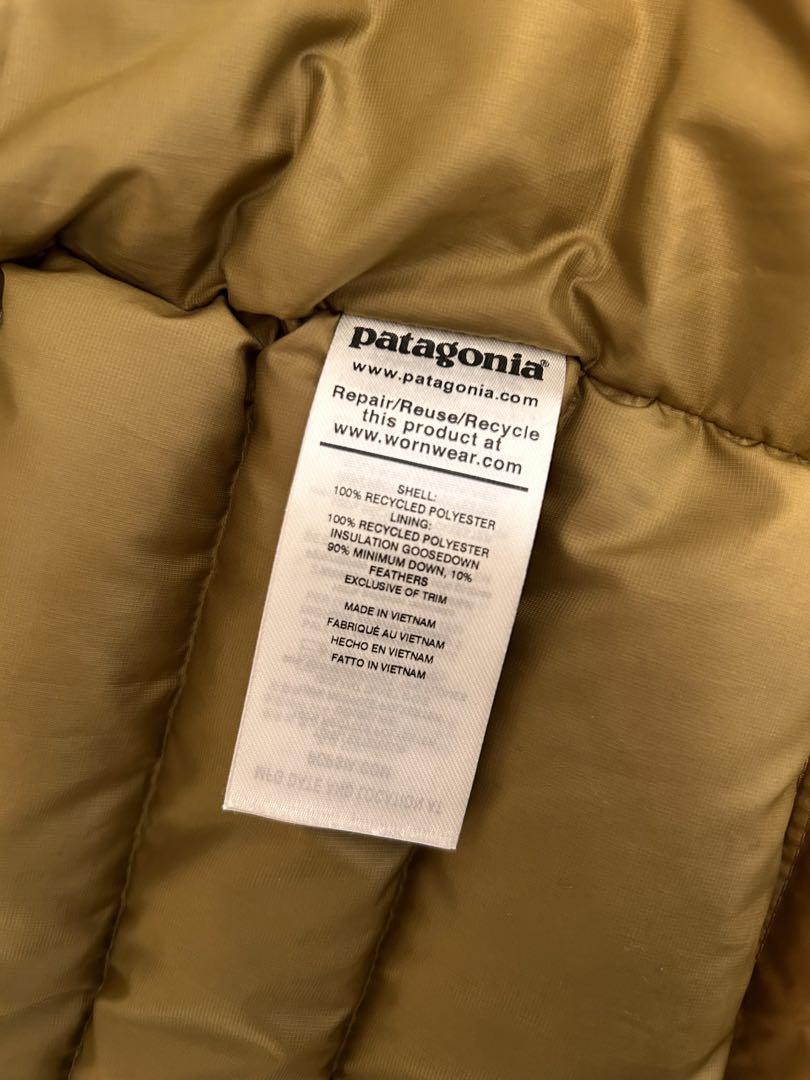 patagonia®
www.patagonia.com
Repair/Reuse/Recycle
this product at
www.wornwear.com
SHELL:
100% RECYCLED POLYESTER
LINING:
100% RECYCLED POLYESTER
INSULATION GOOSEDOWN
90% MINIMUM DOWN, 10%
FEATHERS
EXCLUSIVE OF TRIM
MADE IN VIETNAM
FABRIQUÉ AU VIETNAM
HECHO EN VIETNAM
FATTO IN VIETNAM